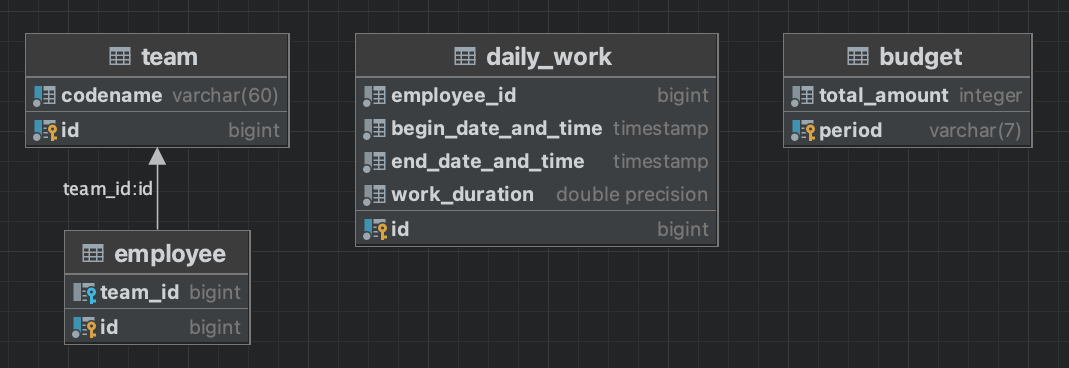 team
codename varchar(60)
id bigint
team_id:id
employee
team_id bigint
id bigint
daily_work
employee_id bigint
begin_date_and_time timestamp
end_date_and_time timestamp
work_duration double precision
id bigint
budget
total_amount integer
period varchar(7)